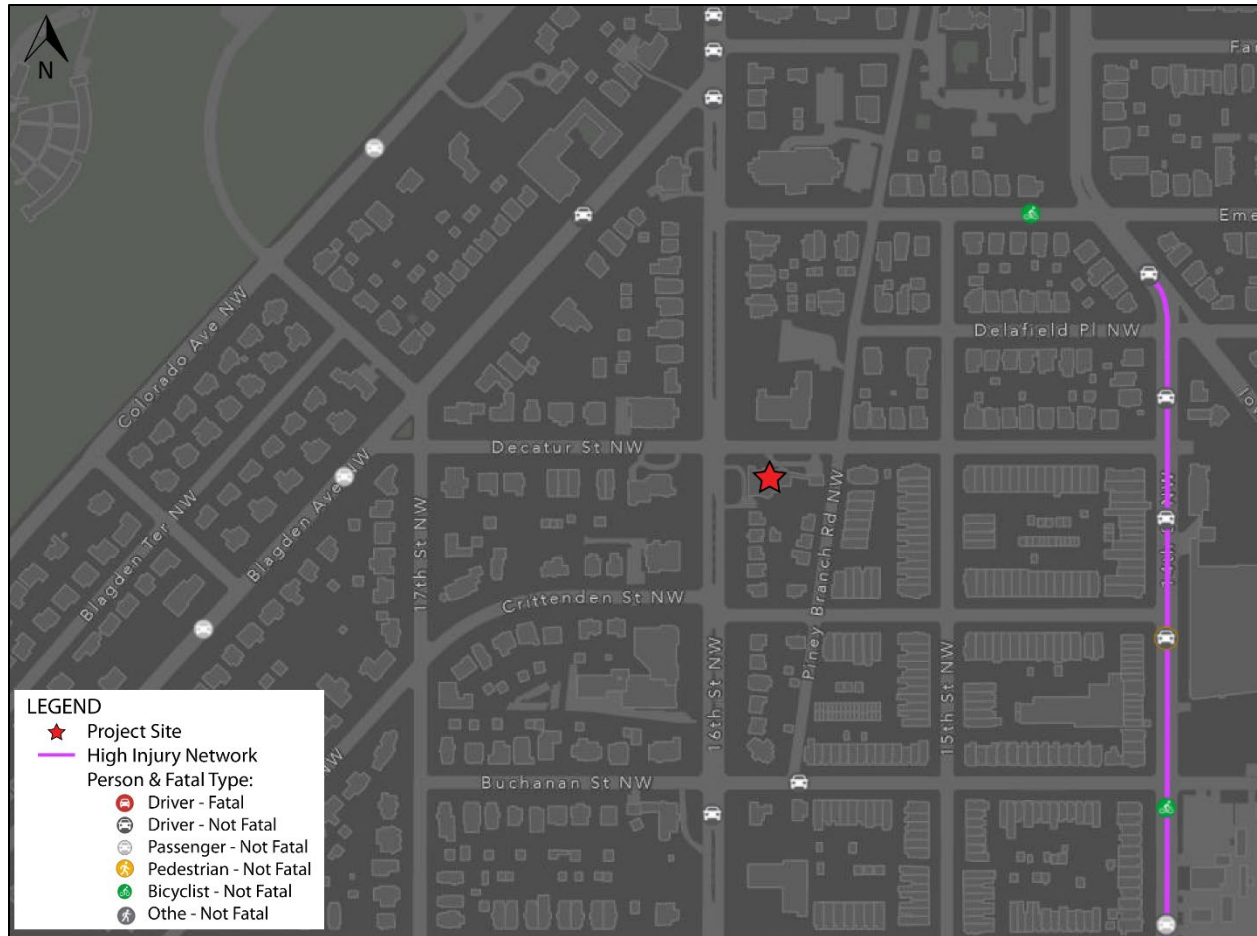 N
Fa
Eme
Colorado Ave NW
Delafield Pl NW
Io
Decatur St NW
Blagden Ter NW
Blagden Ave NW
17th St NW
Piney Branch Rd NW
Crittenden St NW
16th St NW
15th St NW
NW
Buchanan St NW
LEGEND
Project Site
High Injury Network
Person & Fatal Type:
Driver - Fatal
Driver - Not Fatal
Passenger - Not Fatal
Pedestrian - Not Fatal
Bicyclist - Not Fatal
Othe - Not Fatal